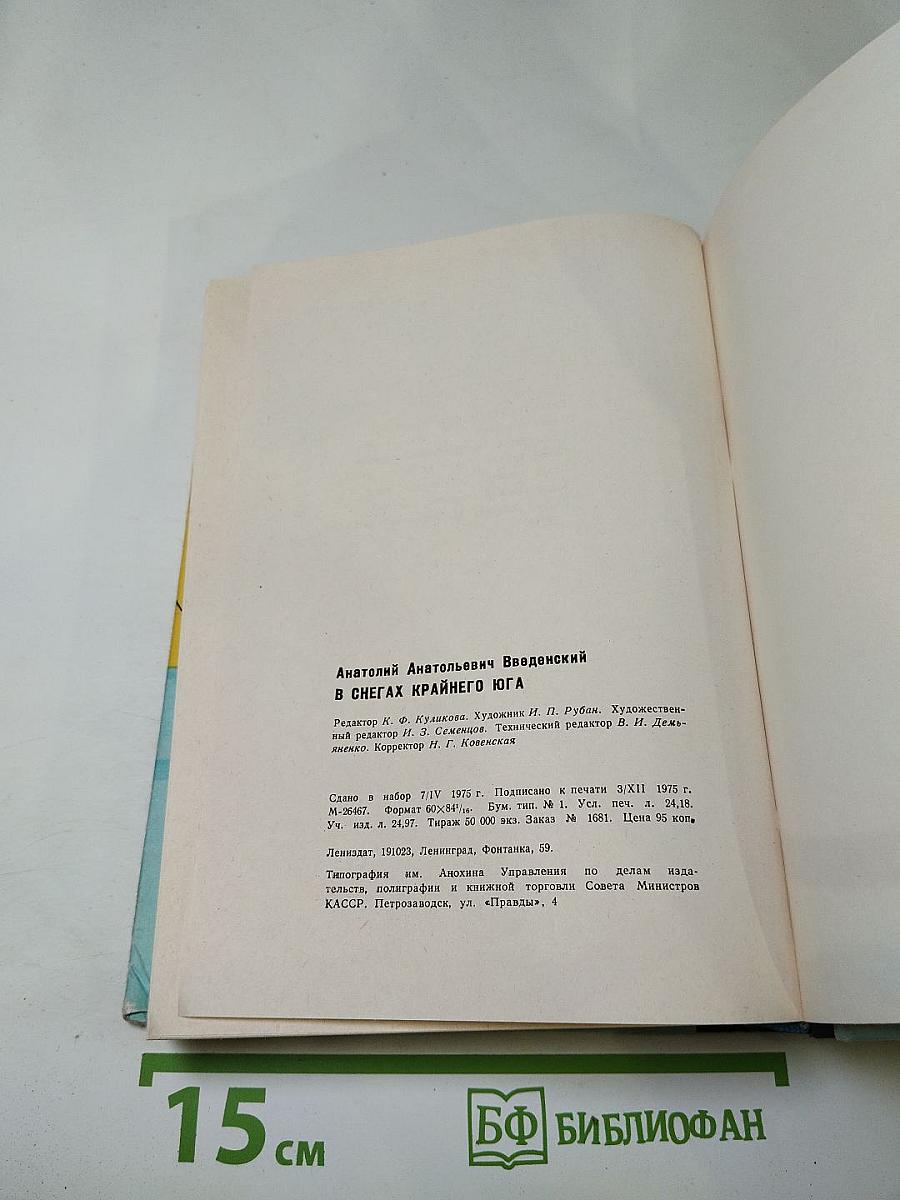 Анатолий Анатольевич Введенский
В СНЕГАХ КРАЙНЕГО ЮГА
Редактор К. Ф. Куликова. Художник И. П. Рубан. Художествен-
ный редактор И. З. Семенцов. Технический редактор В. И. Демь-
яненко. Корректор Н. Г. Ковенская
Сдано в набор 7/IV 1975 г. Подписано к печати 3/XII 1975 г.
М-26467. Формат 60×84¹/₁₆. Бум. тип. № 1. Усл. печ. л. 24,18.
Уч. изд. л. 24,97. Тираж 50 000 экз. Заказ № 1681. Цена 95 коп.
Лениздат, 191023, Ленинград, Фонтанка, 59.
Типография им. Анохина Управления по делам изда-
тельств, полиграфии и книжной торговли Совета Министров
КАССР. Петрозаводск, ул. «Правды», 4
15 см
БФ БИБЛИОФАН